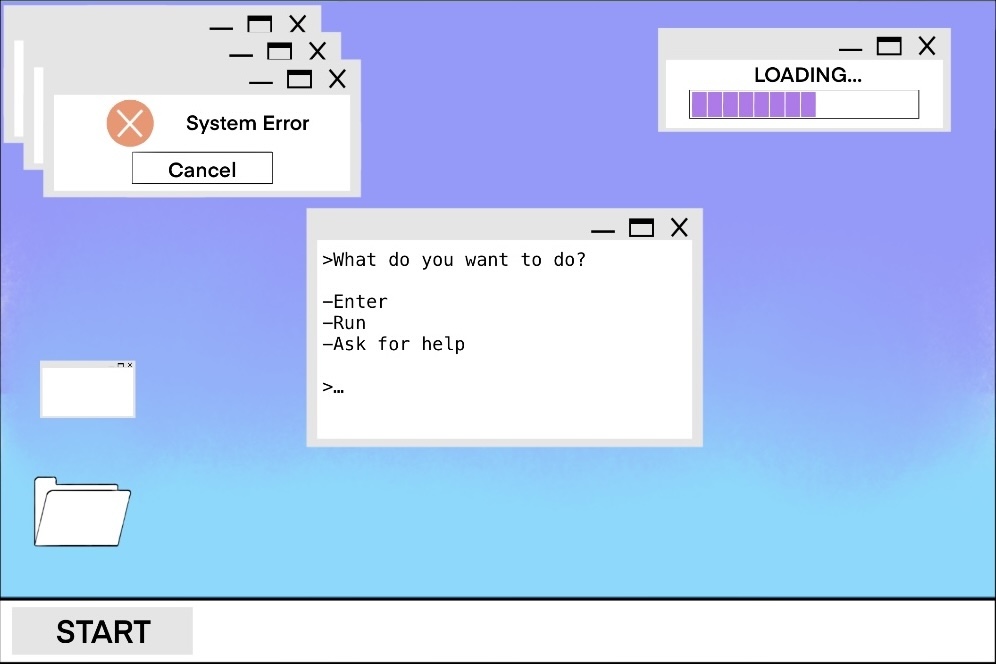 System Error
Cancel
LOADING...
>What do you want to do?
–Enter
–Run
–Ask for help
>…
START